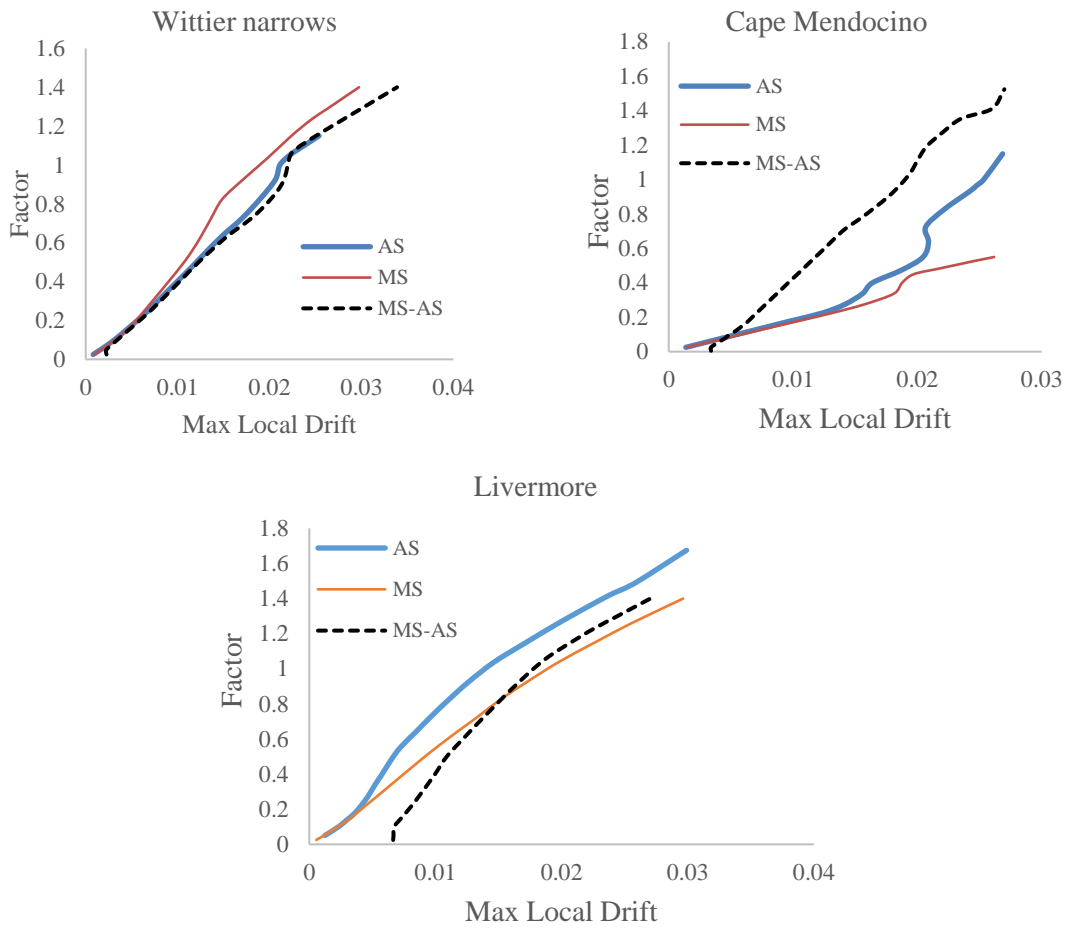 Wittier narrows
1.6
1.4
1.2
1
0.8
0.6
0.4
0.2
0
Factor
AS
MS
MS-AS
0 0.01 0.02 0.03 0.04
Max Local Drift
Cape Mendocino
1.8
1.6
1.4
1.2
1
0.8
0.6
0.4
0.2
0
Factor
AS
MS
MS-AS
0 0.01 0.02 0.03
Max Local Drift
Livermore
1.8
1.6
1.4
1.2
1
0.8
0.6
0.4
0.2
0
Factor
AS
MS
MS-AS
0 0.01 0.02 0.03 0.04
Max Local Drift